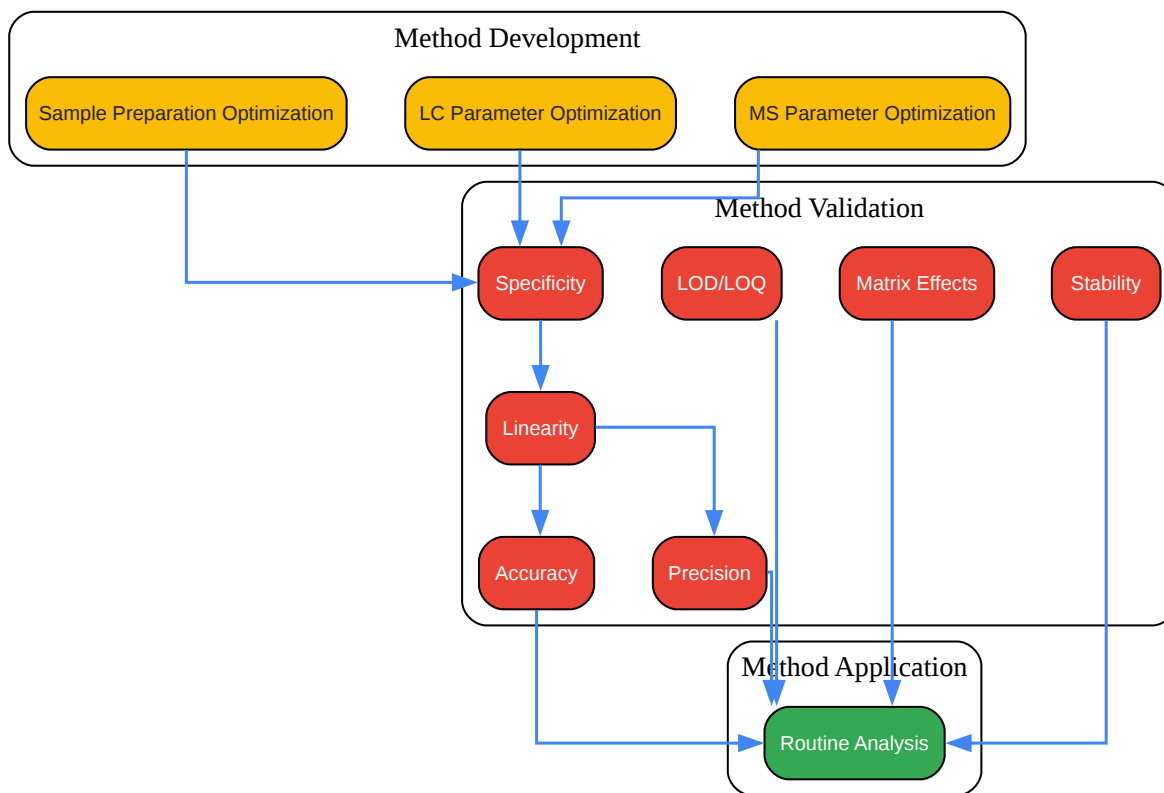 Method Development
Sample Preparation Optimization
LC Parameter Optimization
MS Parameter Optimization
Method Validation
Specificity
LOD/LOQ
Matrix Effects
Stability
Linearity
Accuracy
Precision
Method Application
Routine Analysis